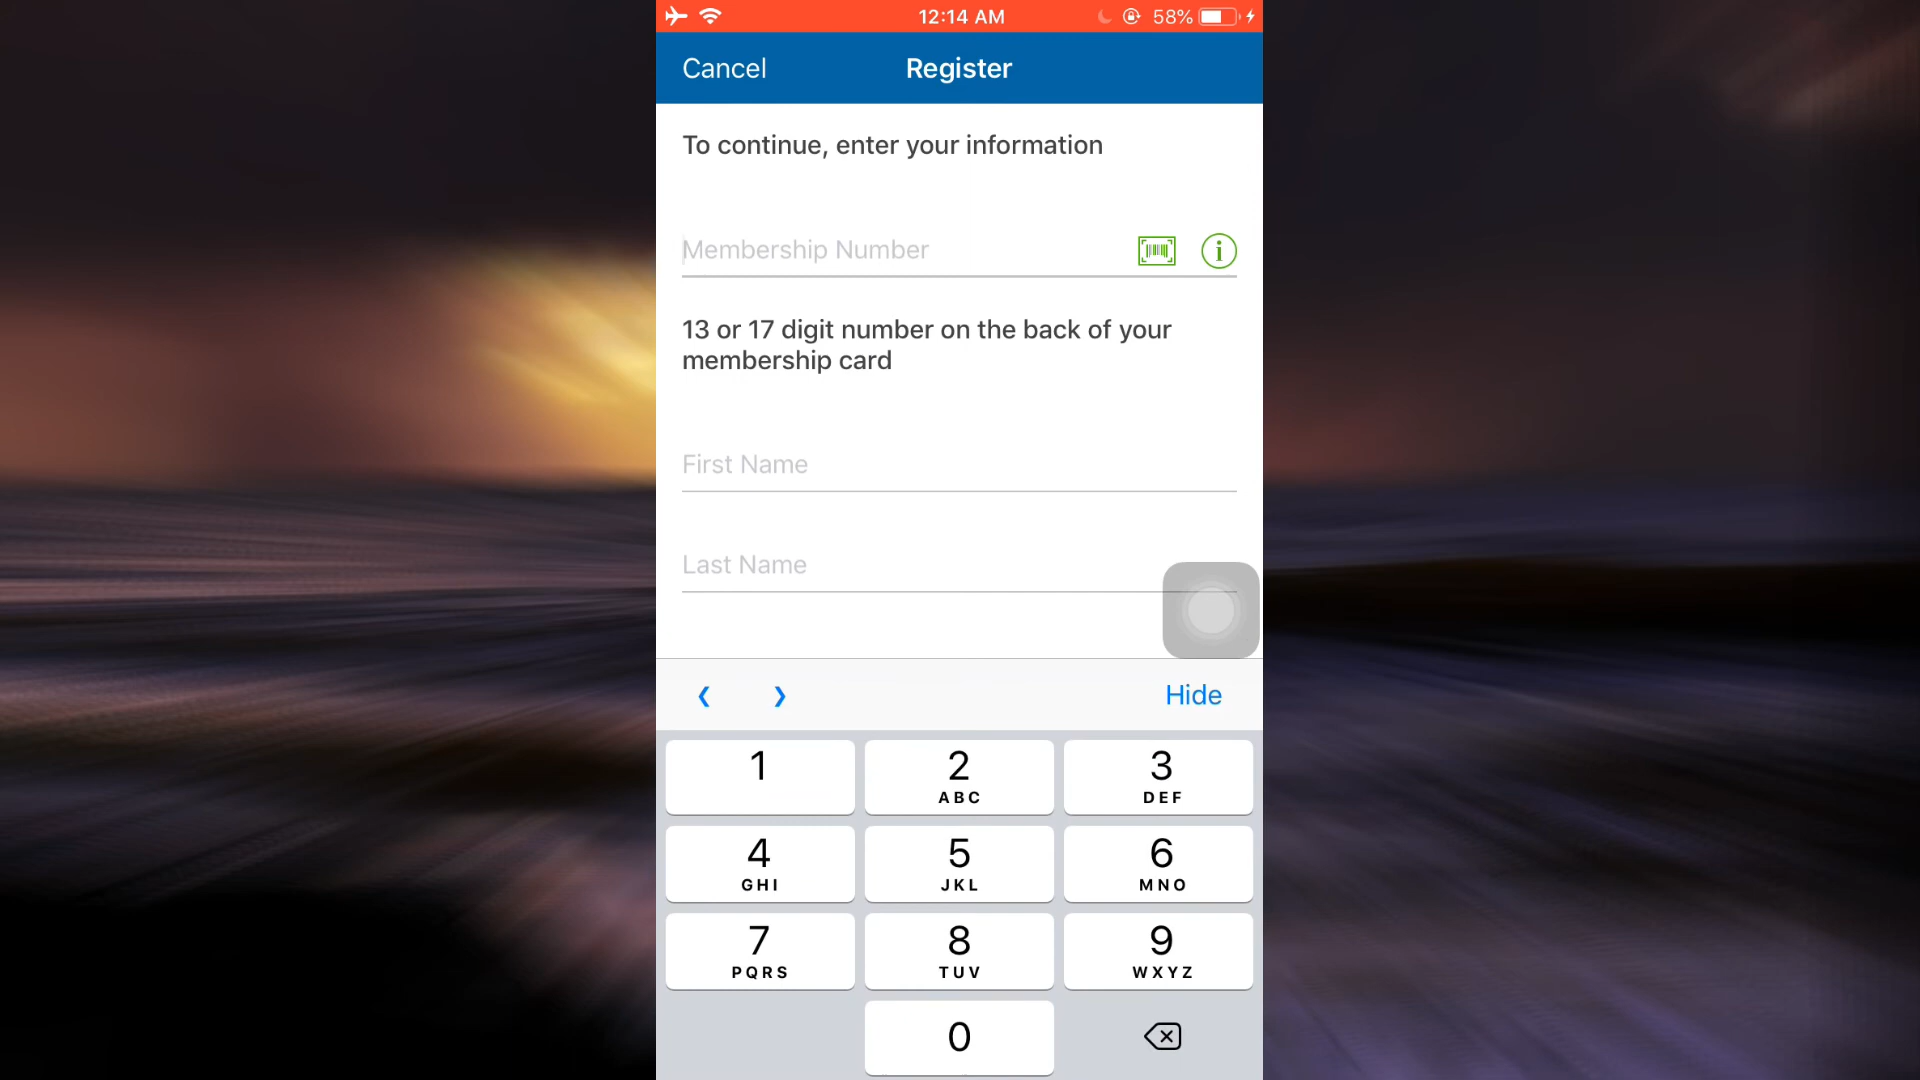 12:14 AM
58%
Cancel
Register
To continue, enter your information
Membership Number
i
13 or 17 digit number on the back of your
membership card
First Name
Last Name
Hide
1
2
ABC
3
DEF
4
GHI
5
JKL
6
MNO
7
PQRS
8
TUV
9
WXYZ
0